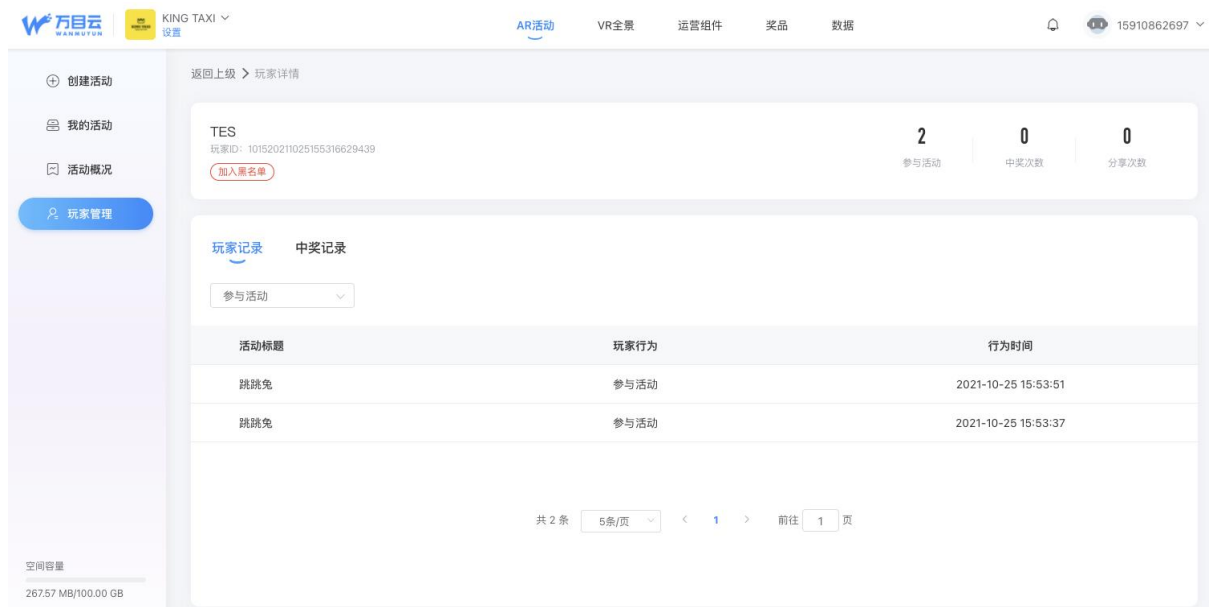 万目云
WANMUYUN
KING TAXI
设置
AR活动 VR全景 运营组件 奖品 数据
15910862697
创建活动
我的活动
活动概况
玩家管理
返回上级 > 玩家详情
TES
玩家ID: 101520211025155316629439
加入黑名单
2 0 0
参与活动 中奖次数 分享次数
玩家记录 中奖记录
参与活动
活动标题 玩家行为 行为时间
跳跳兔 参与活动 2021-10-25 15:53:51
跳跳兔 参与活动 2021-10-25 15:53:37
共 2 条 5条/页 < 1 > 前往 1 页
空间容量
267.57 MB/100.00 GB